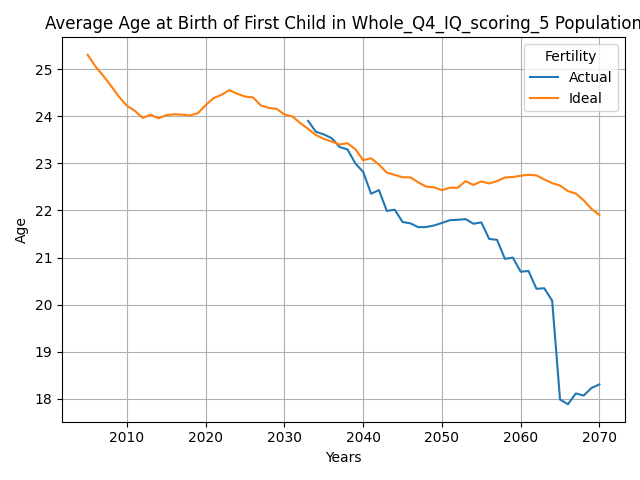 Average Age at Birth of First Child in Whole_Q4_IQ_scoring_5 Population
Fertility
Actual
Ideal
Age
25
24
23
22
21
20
19
18
2010 2020 2030 2040 2050 2060 2070
Years